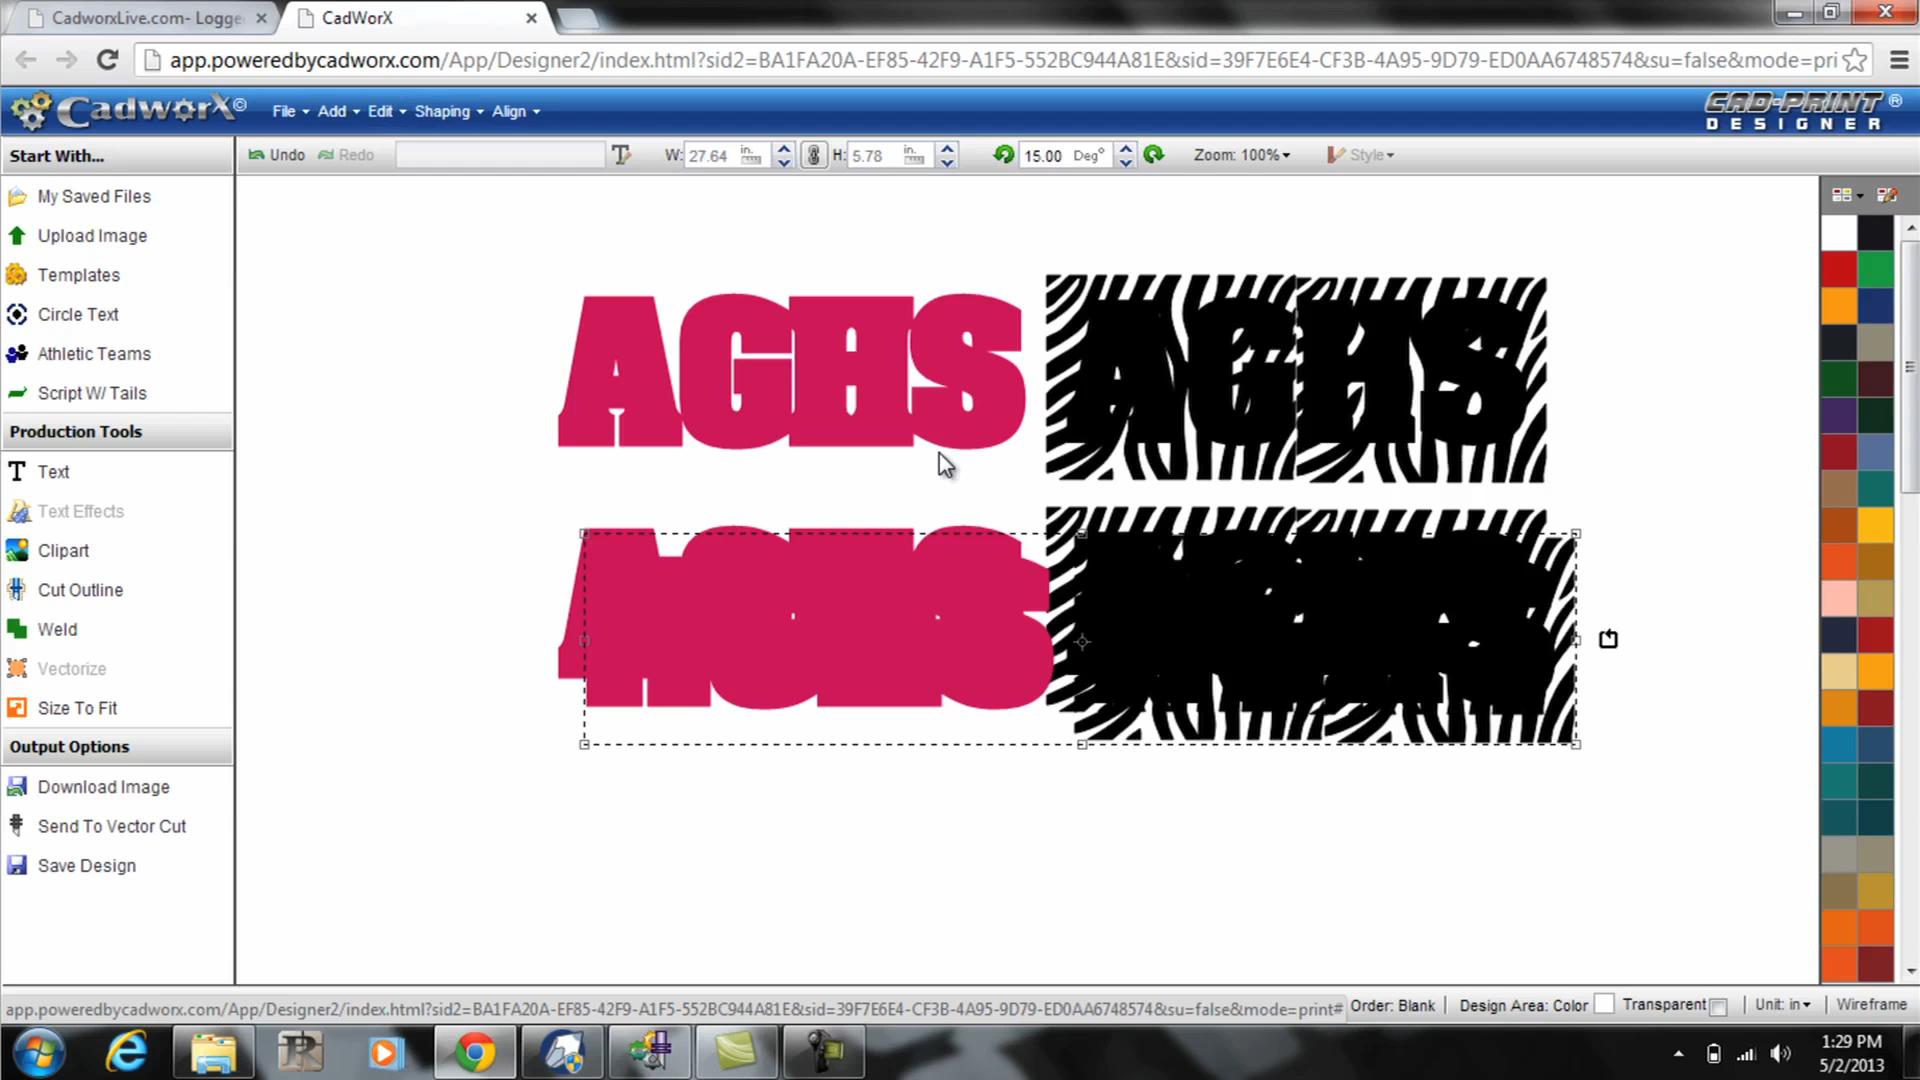 CadworxLive.com- Logge
CadWorX
app.poweredbycadworx.com/App/Designer2/index.html?sid2=BA1FA20A-EF85-42F9-A1F5-552BC944A81E&sid=39F7E6E4-CF3B-4A95-9D79-ED0AA6748574&su=false&mode=pri
CadworX©
File Add Edit Shaping Align
CAD-PRINT ®
DESIGNER
Start With...
Undo Redo W: 27.64 in. H: 5.78 in. 15.00 Deg° Zoom: 100% Style
My Saved Files
Upload Image
Templates
Circle Text
Athletic Teams
Script W/ Tails
Production Tools
Text
Text Effects
Clipart
Cut Outline
Weld
Vectorize
Size To Fit
Output Options
Download Image
Send To Vector Cut
Save Design
AGHS AGHS
AGHS
app.poweredbycadworx.com/App/Designer2/index.html?sid2=BA1FA20A-EF85-42F9-A1F5-552BC944A81E&sid=39F7E6E4-CF3B-4A95-9D79-ED0AA6748574&su=false&mode=print#
Order: Blank Design Area: Color Transparent Unit: in Wireframe
1:29 PM
5/2/2013